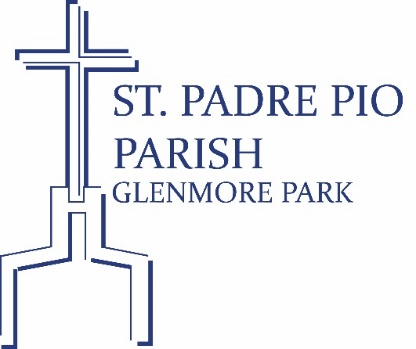 ST. PADRE PIO
PARISH
GLENMORE PARK